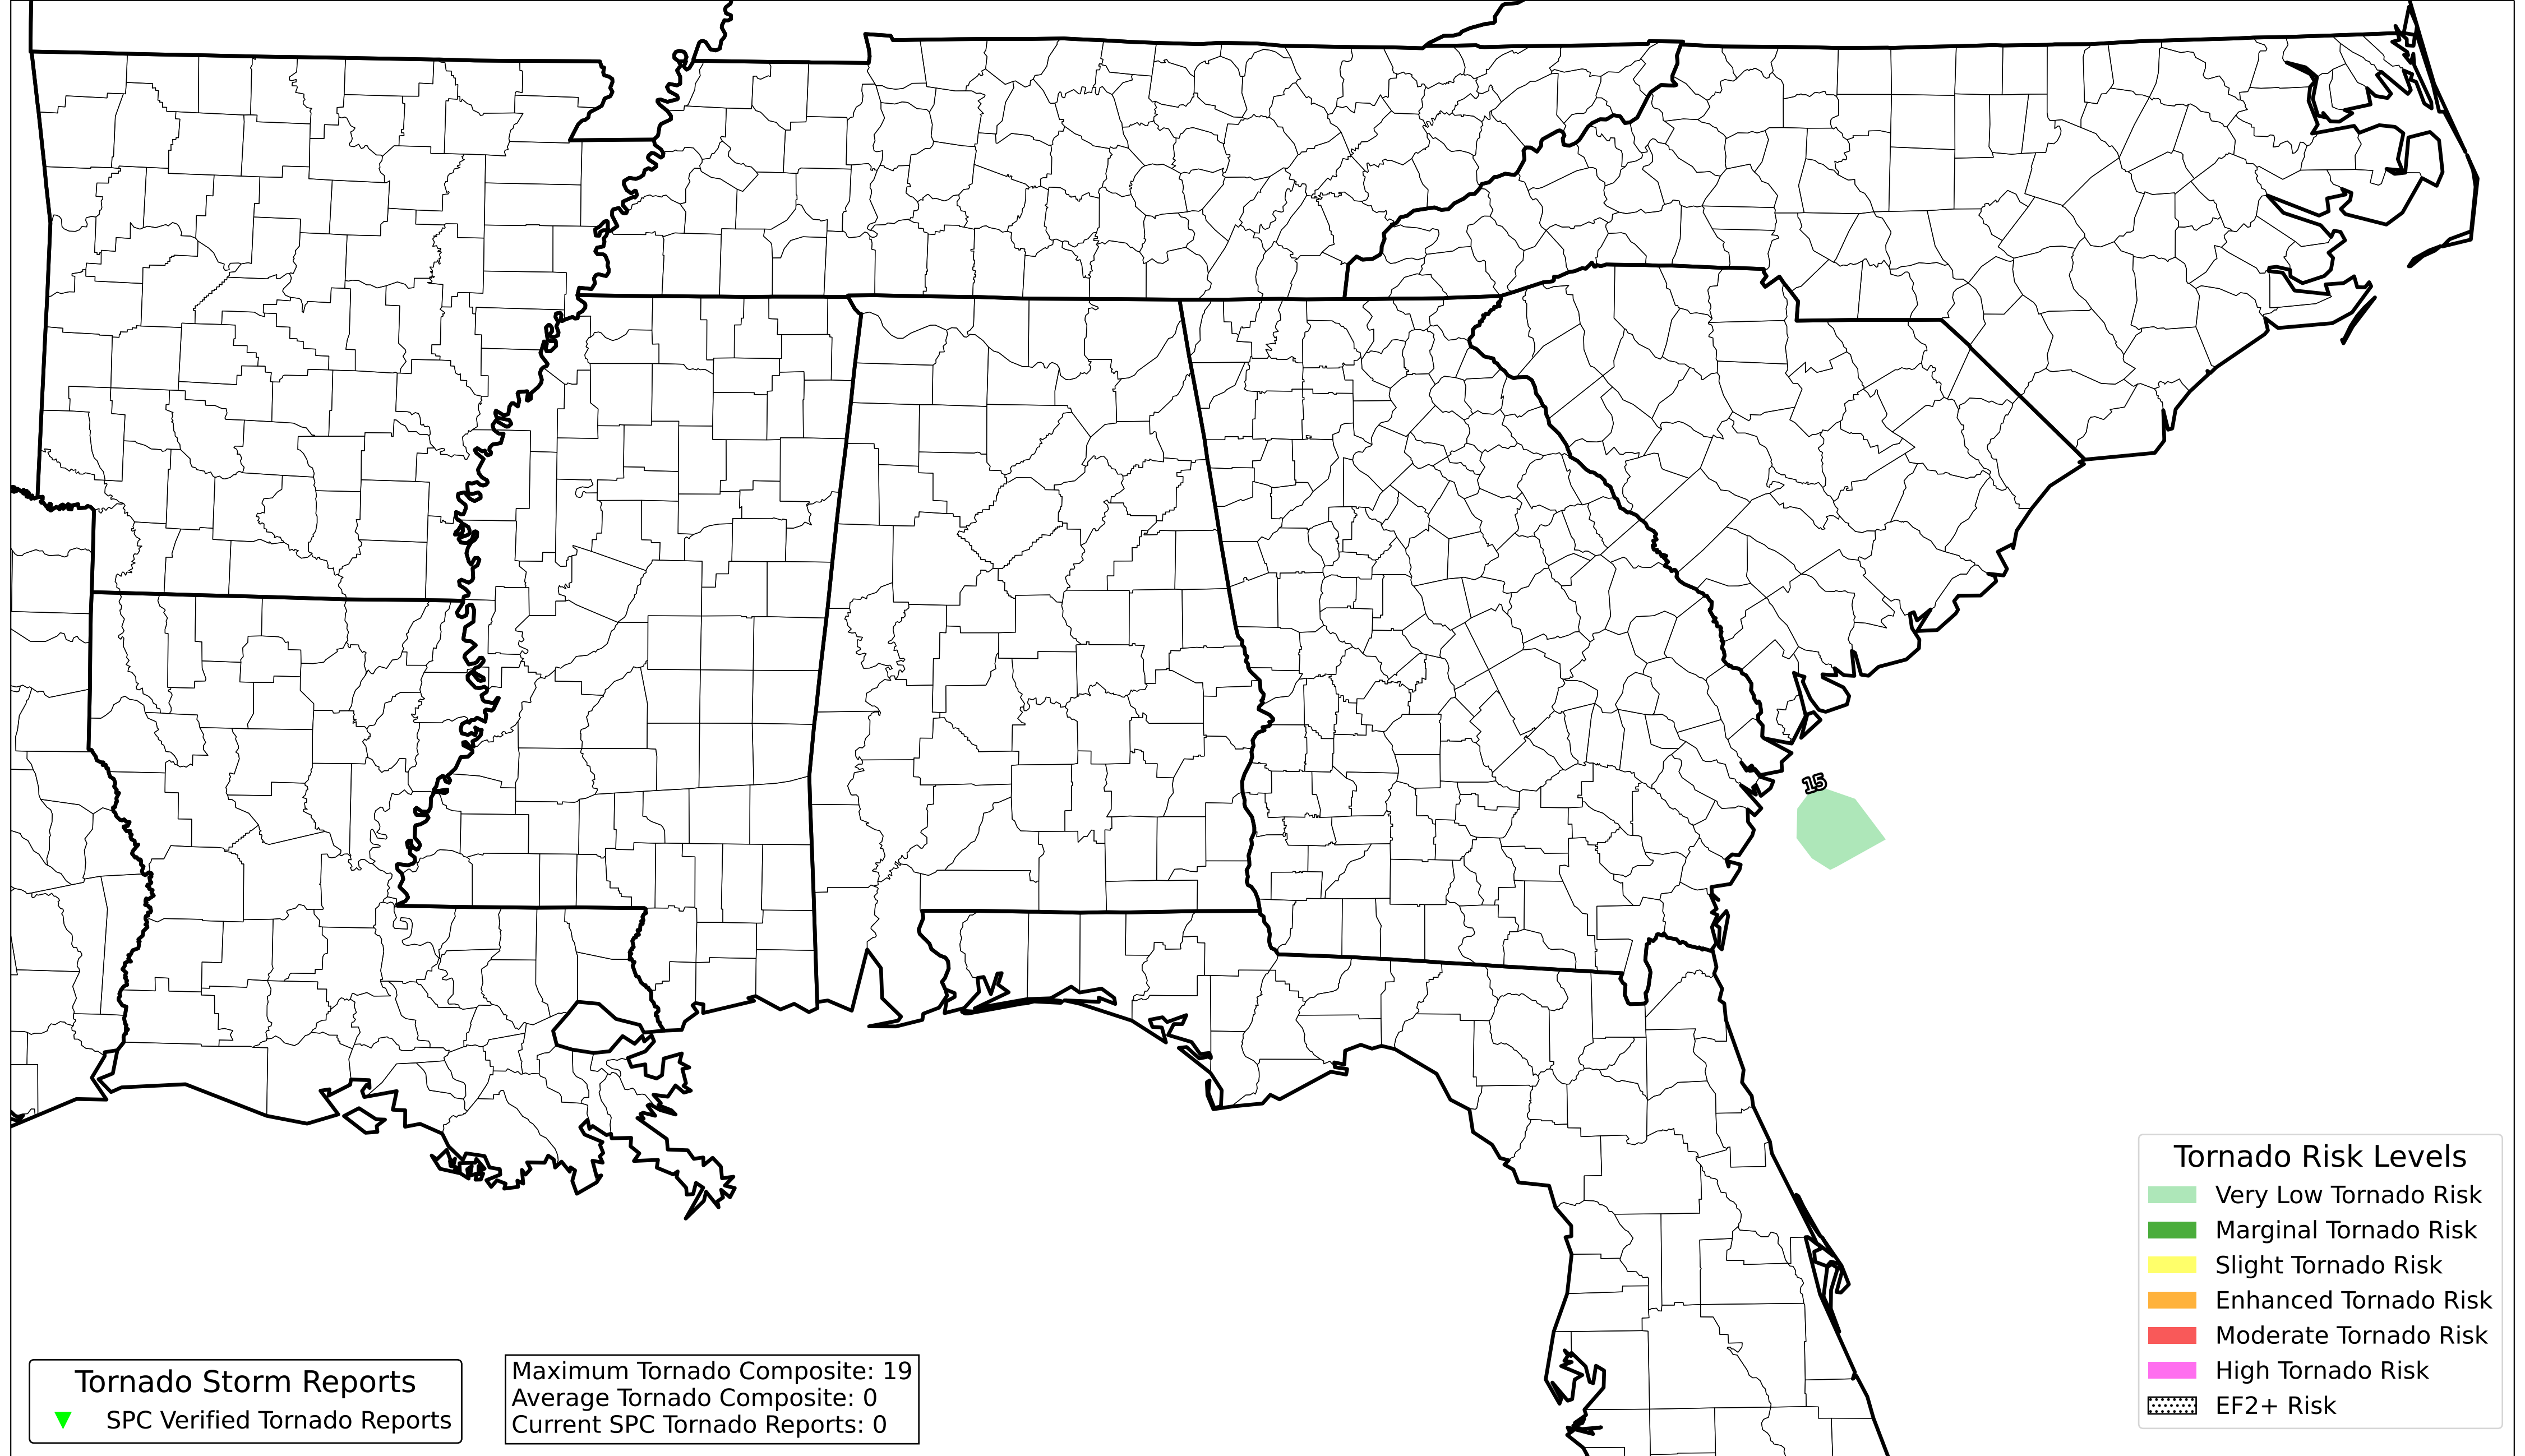 15
Tornado Risk Levels
Very Low Tornado Risk
Marginal Tornado Risk
Slight Tornado Risk
Enhanced Tornado Risk
Moderate Tornado Risk
High Tornado Risk
EF2+ Risk
Tornado Storm Reports
SPC Verified Tornado Reports
Maximum Tornado Composite: 19
Average Tornado Composite: 0
Current SPC Tornado Reports: 0